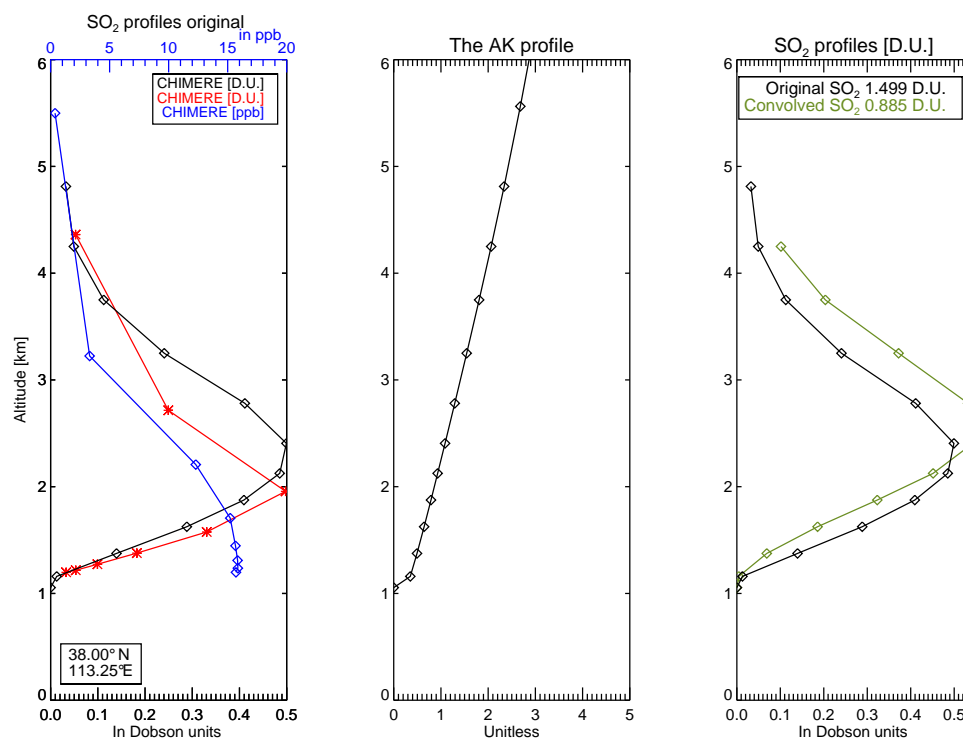 SO2 profiles original
in ppb
0 5 10 15 20
CHIMERE [D.U.]
CHIMERE [D.U.]
CHIMERE [ppb]
6
5
4
3
2
1
0
Altitude [km]
38.00° N
113.25°E
0.0 0.1 0.2 0.3 0.4 0.5
In Dobson units
The AK profile
6
5
4
3
2
1
0
0 1 2 3 4 5
Unitless
SO2 profiles [D.U.]
Original SO2 1.499 D.U.
Convolved SO2 0.885 D.U.
6
5
4
3
2
1
0
0.0 0.1 0.2 0.3 0.4 0.5
In Dobson units